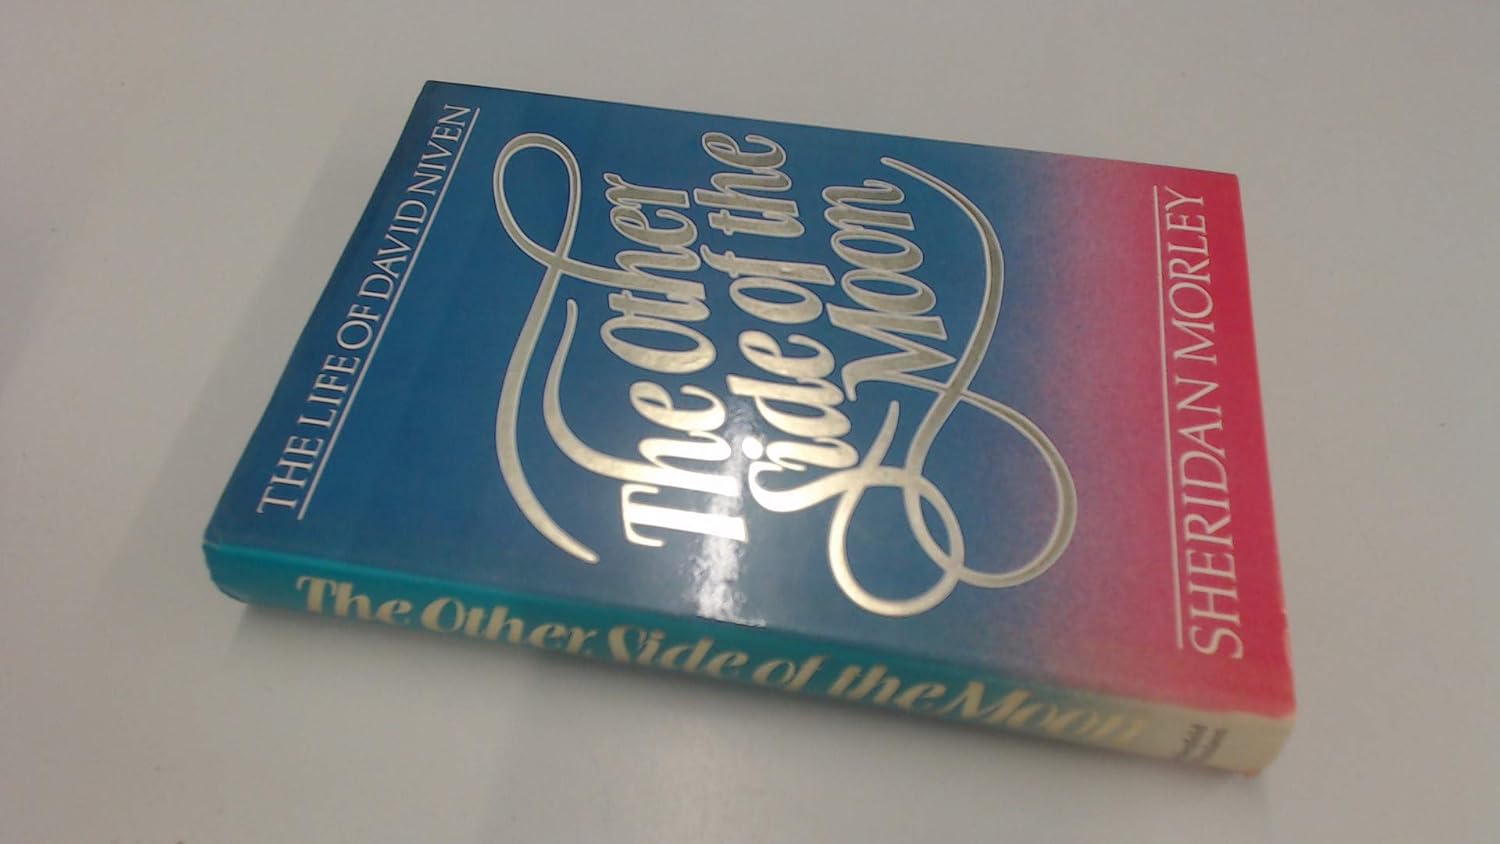 THE LIFE OF DAVID NIVEN
The Other
Side of the
Moon
SHERIDAN MORLEY
The Other Side of the Moon